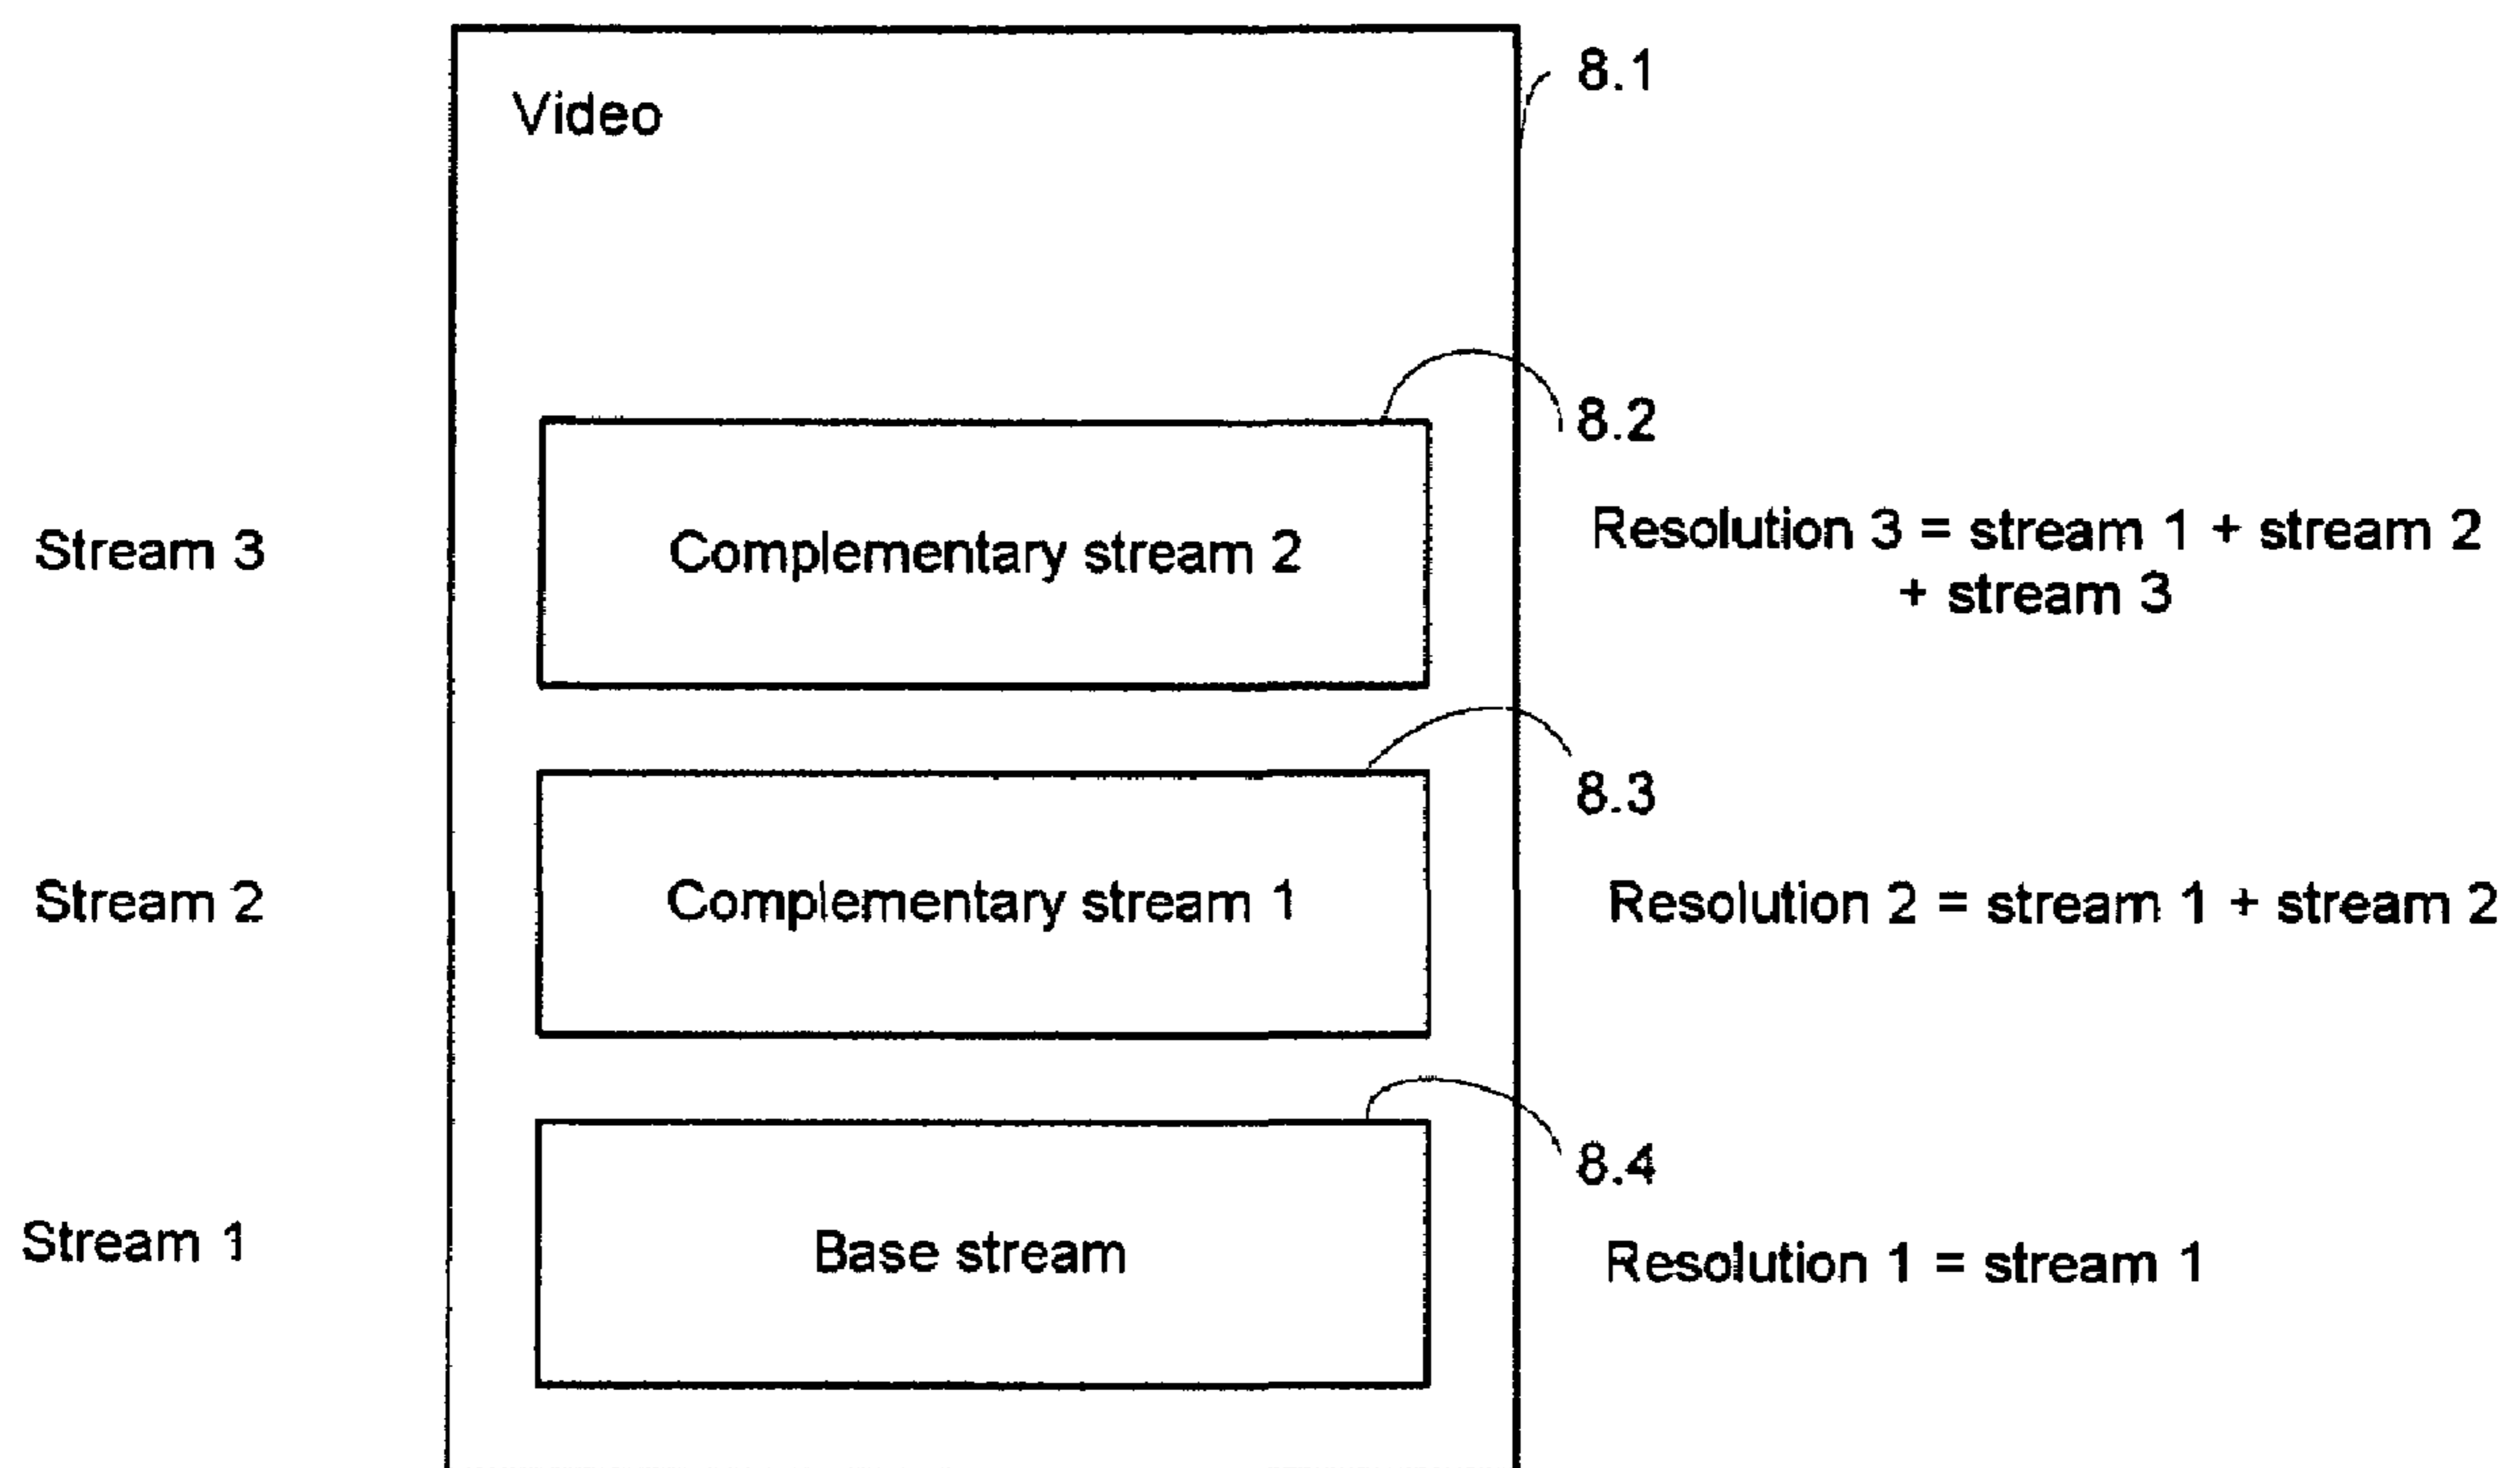 8.1
Video
8.2
Stream 3
Complementary stream 2
Resolution 3 = stream 1 + stream 2
+ stream 3
8.3
Stream 2
Complementary stream 1
Resolution 2 = stream 1 + stream 2
8.4
Stream 1
Base stream
Resolution 1 = stream 1